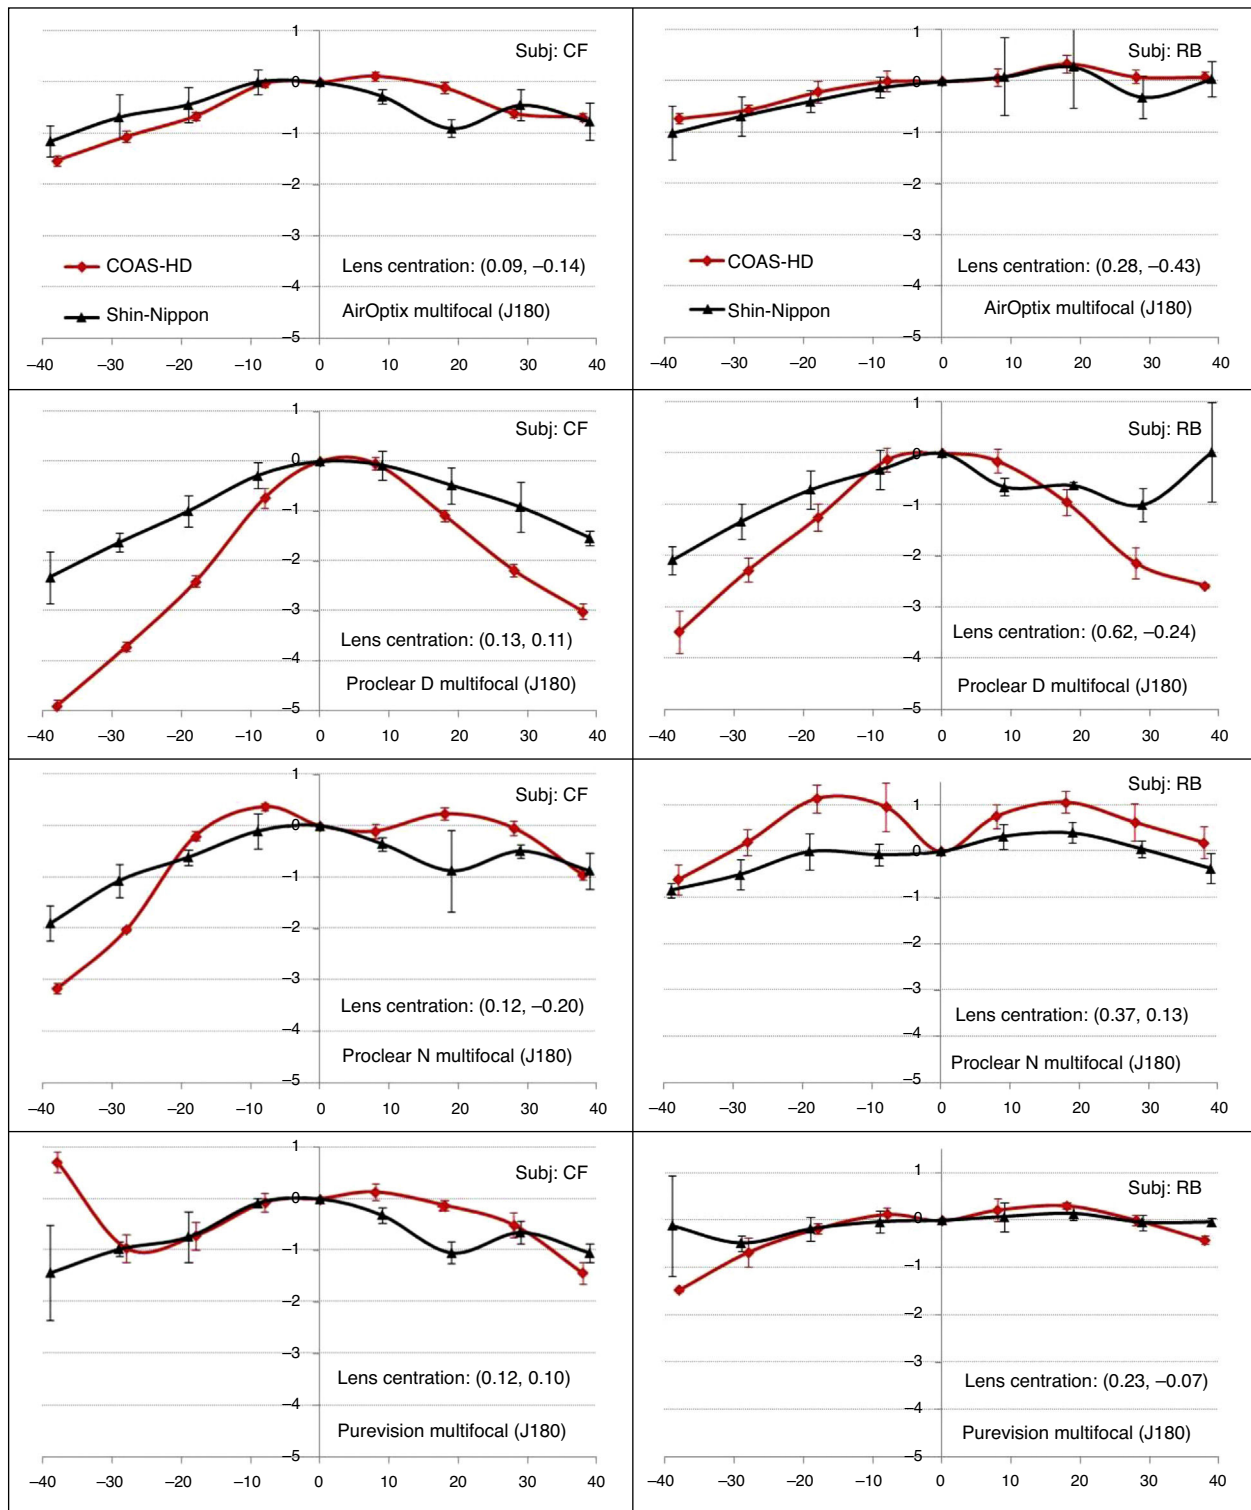 1
Subj: CF
0
–1
–2
–3
COAS-HD
Lens centration: (0.09, –0.14)
–4
Shin-Nippon
AirOptix multifocal (J180)
–5
–40 –30 –20 –10 0 10 20 30 40
1
Subj: RB
0
–1
–2
–3
COAS-HD
Lens centration: (0.28, –0.43)
–4
Shin-Nippon
AirOptix multifocal (J180)
–5
–40 –30 –20 –10 0 10 20 30 40
1
Subj: CF
0
–1
–2
–3
Lens centration: (0.13, 0.11)
–4
Proclear D multifocal (J180)
–5
–40 –30 –20 –10 0 10 20 30 40
1
Subj: RB
0
–1
–2
–3
Lens centration: (0.62, –0.24)
–4
Proclear D multifocal (J180)
–5
–40 –30 –20 –10 0 10 20 30 40
1
Subj: CF
0
–1
–2
–3
Lens centration: (0.12, –0.20)
–4
Proclear N multifocal (J180)
–5
–40 –30 –20 –10 0 10 20 30 40
Subj: RB
1
0
–1
–2
–3
Lens centration: (0.37, 0.13)
–4
Proclear N multifocal (J180)
–5
–40 –30 –20 –10 0 10 20 30 40
1
Subj: CF
0
–1
–2
–3
Lens centration: (0.12, 0.10)
–4
Purevision multifocal (J180)
–5
–40 –30 –20 –10 0 10 20 30 40
1
Subj: RB
0
–1
–2
–3
Lens centration: (0.23, –0.07)
–4
Purevision multifocal (J180)
–5
–40 –30 –20 –10 0 10 20 30 40